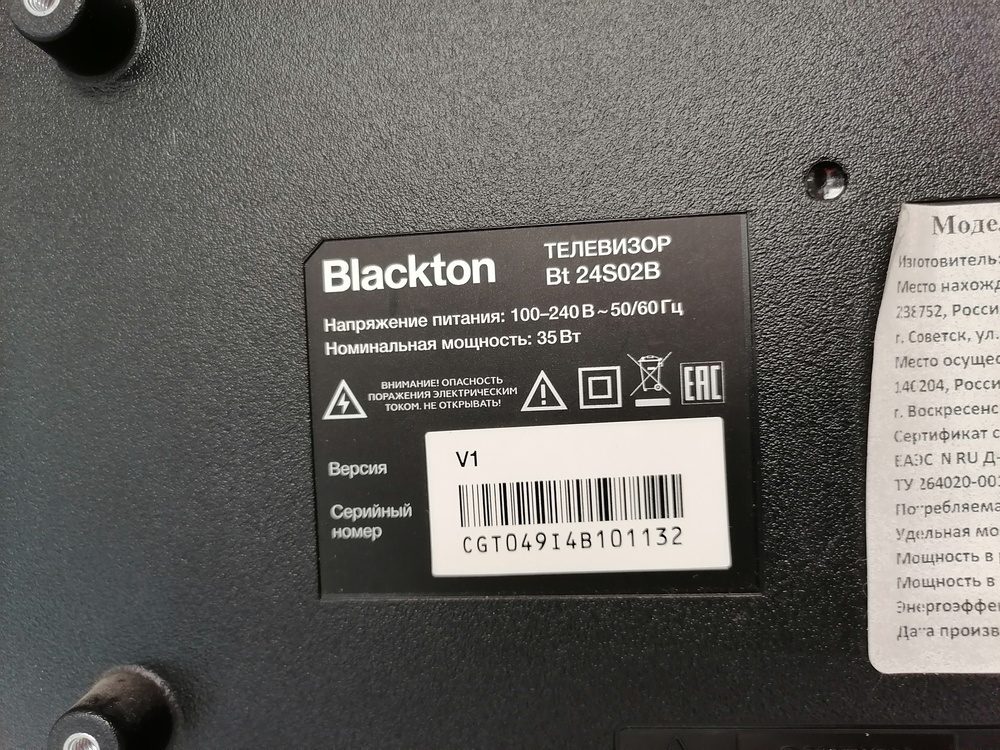 Blackton
ТЕЛЕВИЗОР
Bt 24S02B
Напряжение питания: 100–240 В ~ 50/60 Гц
Номинальная мощность: 35 Вт
ВНИМАНИЕ! ОПАСНОСТЬ
ПОРАЖЕНИЯ ЭЛЕКТРИЧЕСКИМ
ТОКОМ. НЕ ОТКРЫВАТЬ!
EAC
Версия
V1
Серийный
номер
CGT049I4B101132
Моде
Изготовитель:
Место нахожд
238752, Росси
г. Советск, ул.
Место осущес
140204, Росси
г. Воскресенс
Сертификат с
ЕАЭС N RU Д-
ТУ 264020-001
Потребляема
Удельная мо
Мощность в
Мощность в
Энергоэффе
Дата произв